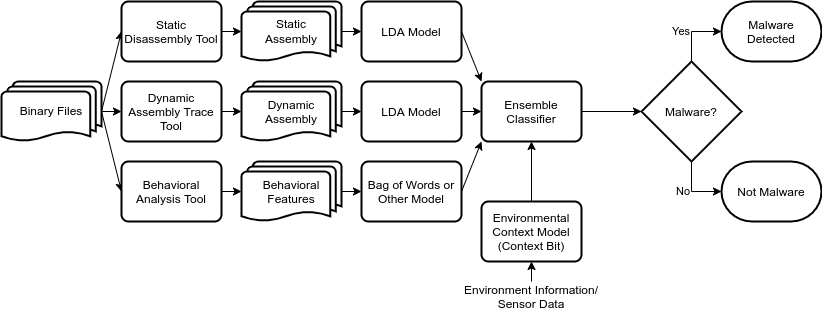 Static
Disassembly Tool
Static
Assembly
LDA Model
Yes
Malware
Detected
Binary Files
Dynamic
Assembly Trace
Tool
Dynamic
Assembly
LDA Model
Ensemble
Classifier
Malware?
Behavioral
Analysis Tool
Behavioral
Features
Bag of Words or
Other Model
No
Not Malware
Environmental
Context Model
(Context Bit)
Environment Information/
Sensor Data